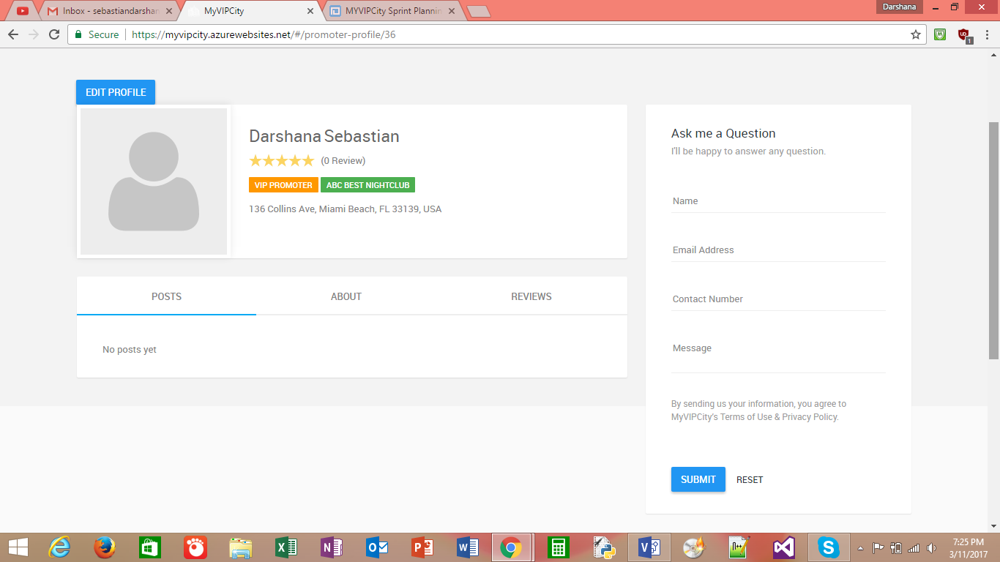 Inbox - sebastiandarshan
MyVIPCity
MYVIPCity Sprint Planning
Darshana
Secure
https://myvipcity.azurewebsites.net/#/promoter-profile/36
1
EDIT PROFILE
Darshana Sebastian
(0 Review)
VIP PROMOTER
ABC BEST NIGHTCLUB
136 Collins Ave, Miami Beach, FL 33139, USA
POSTS
ABOUT
REVIEWS
No posts yet
Ask me a Question
I'll be happy to answer any question.
Name
Email Address
Contact Number
Message
By sending us your information, you agree to
MyVIPCity's Terms of Use & Privacy Policy.
SUBMIT
RESET
7:25 PM
3/11/2017